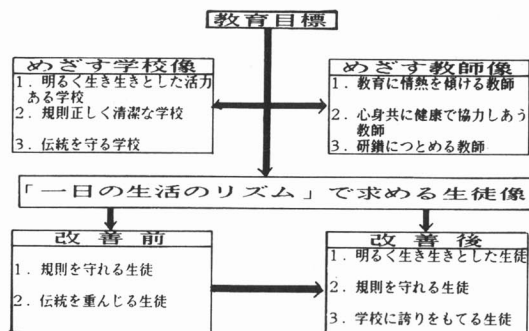 教育目標
めざす学校像
1.明るく生き生きとした活力
ある学校
2.規則正しく清潔な学校
3.伝統を守る学校
めざす教師像
1.教育に情熱を傾ける教師
2.心身共に健康で協力しあう
教師
3.研鑽につとめる教師
「一日の生活のリズム」で求める生徒像
改善前
1.規則を守れる生徒
2.伝統を重んじる生徒
改善後
1.明るく生き生きとした生徒
2.規則を守れる生徒
3.学校に誇りをもてる生徒